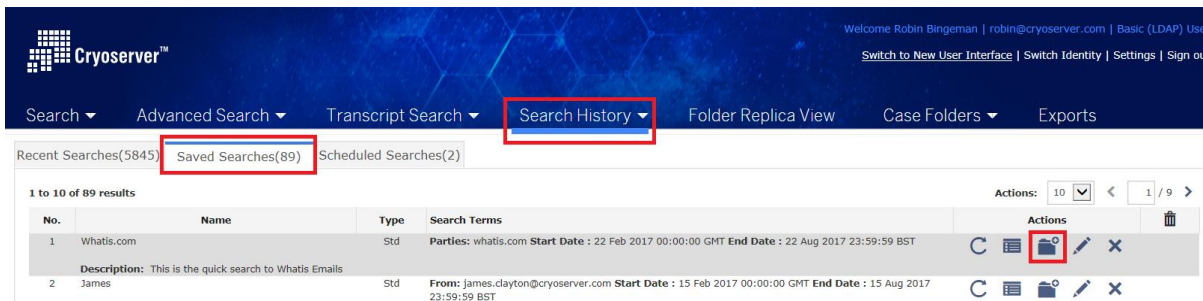 Welcome Robin Bingeman | robin@cryoserver.com | Basic (LDAP) Use
Cryoserver™
Switch to New User Interface | Switch Identity | Settings | Sign ou
Search Advanced Search Transcript Search Search History Folder Replica View Case Folders Exports
Recent Searches(5845) Saved Searches(89) Scheduled Searches(2)
1 to 10 of 89 results Actions: 10 1 / 9
No. Name Type Search Terms Actions
1 Whatis.com Std Parties: whatis.com Start Date : 22 Feb 2017 00:00:00 GMT End Date : 22 Aug 2017 23:59:59 BST
Description: This is the quick search to Whatis Emails
2 James Std From: james.clayton@cryoserver.com Start Date : 15 Feb 2017 00:00:00 GMT End Date : 15 Aug 2017
23:59:59 BST